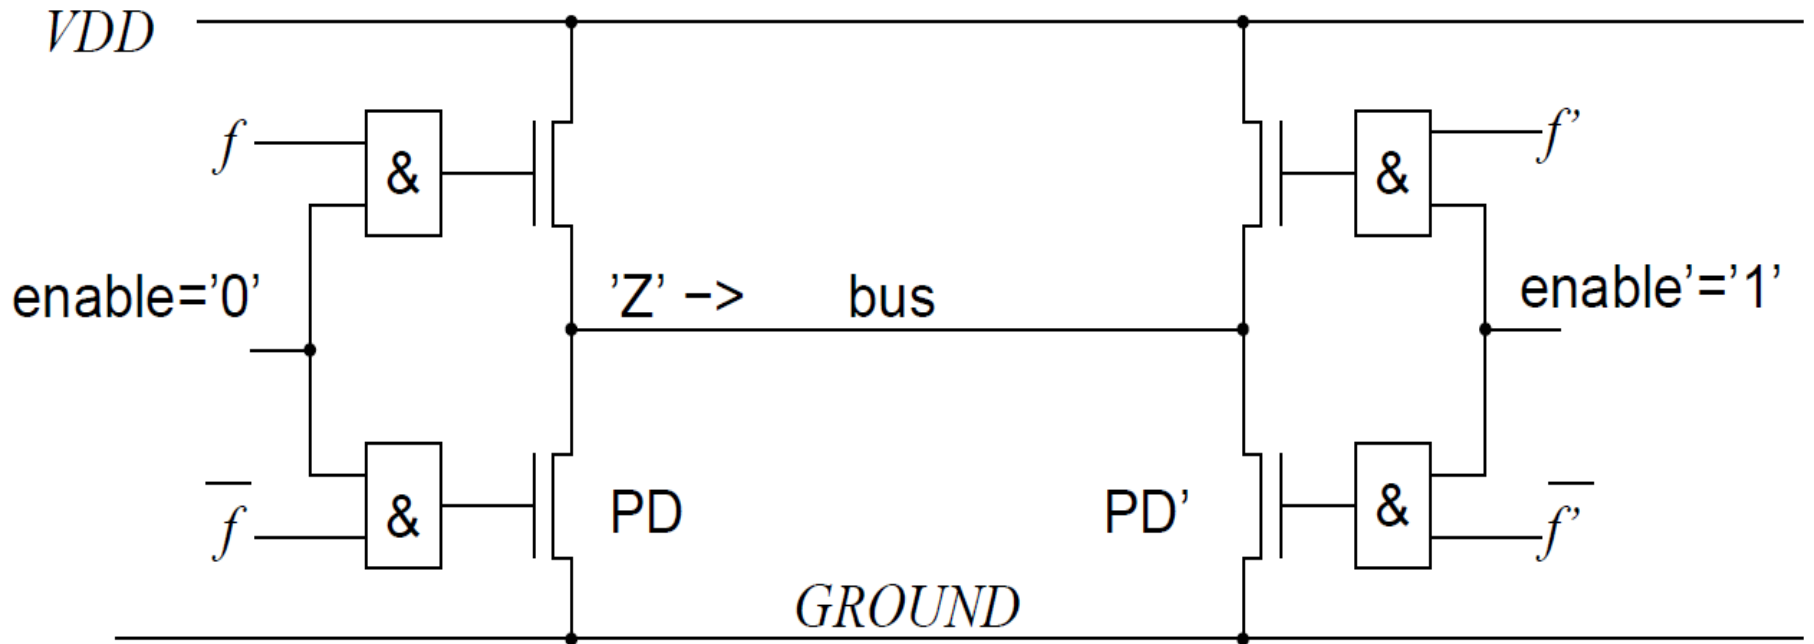 VDD
f
&
&
f’
enable=’0’
’Z’ −>
bus
enable’=’1’
f̅
&
PD
PD’
&
f’̅
GROUND